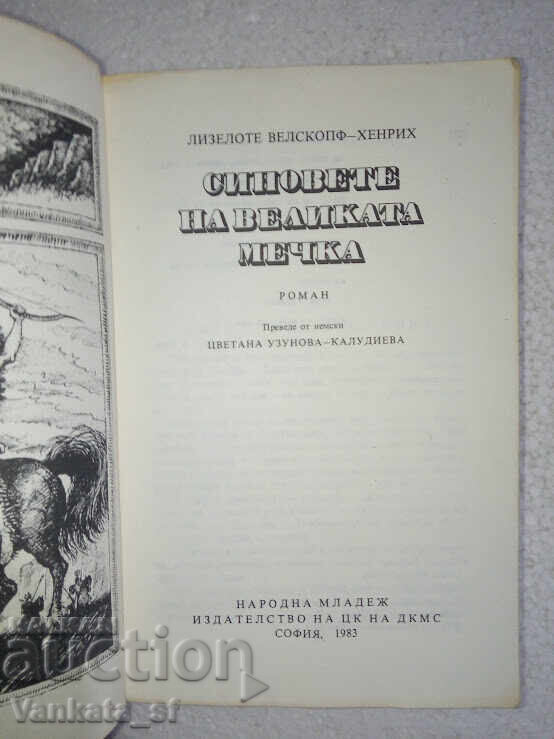 ЛИЗЕЛОТЕ ВЕЛСКОПФ–ХЕНРИХ
СИНОВЕТЕ
НА ВЕЛИКАТА
МЕЧКА
РОМАН
Преведе от немски
ЦВЕТАНА УЗУНОВА–КАЛУДИЕВА
НАРОДНА МЛАДЕЖ
ИЗДАТЕЛСТВО НА ЦК НА ДКМС
СОФИЯ, 1983
BALKAN
auction
Vankata_sf